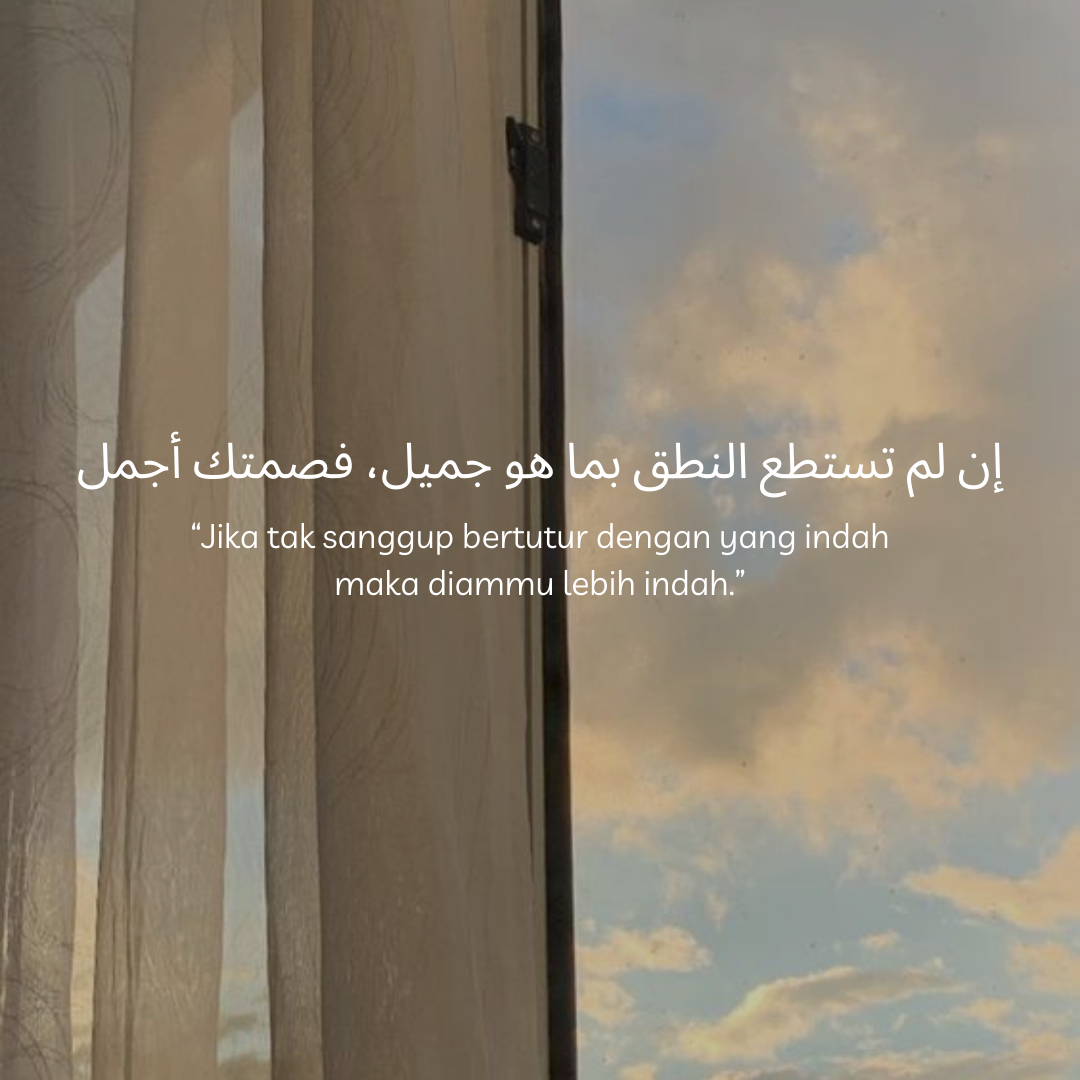 إن لم تستطع النطق بما هو جميل، فصمتك أجمل
“Jika tak sanggup bertutur dengan yang indah
maka diammu lebih indah.”